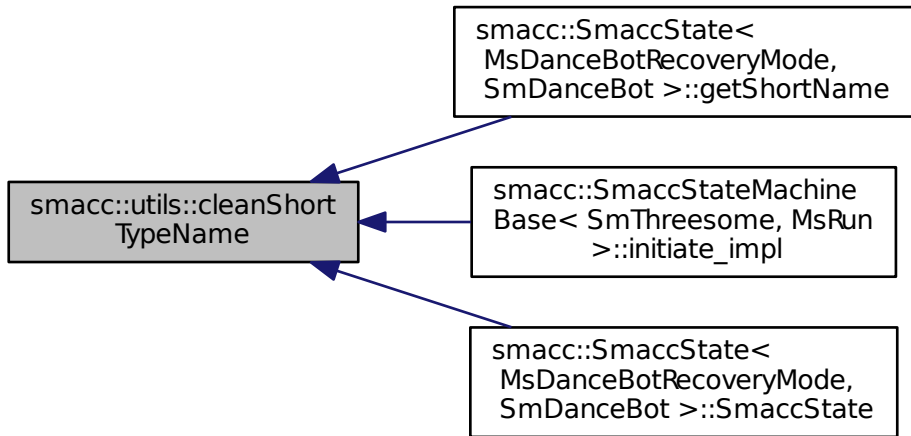 smacc::SmaccState<
MsDanceBotRecoveryMode,
SmDanceBot >::getShortName
smacc::utils::cleanShort
TypeName
smacc::SmaccStateMachine
Base< SmThreesome, MsRun
>::initiate_impl
smacc::SmaccState<
MsDanceBotRecoveryMode,
SmDanceBot >::SmaccState